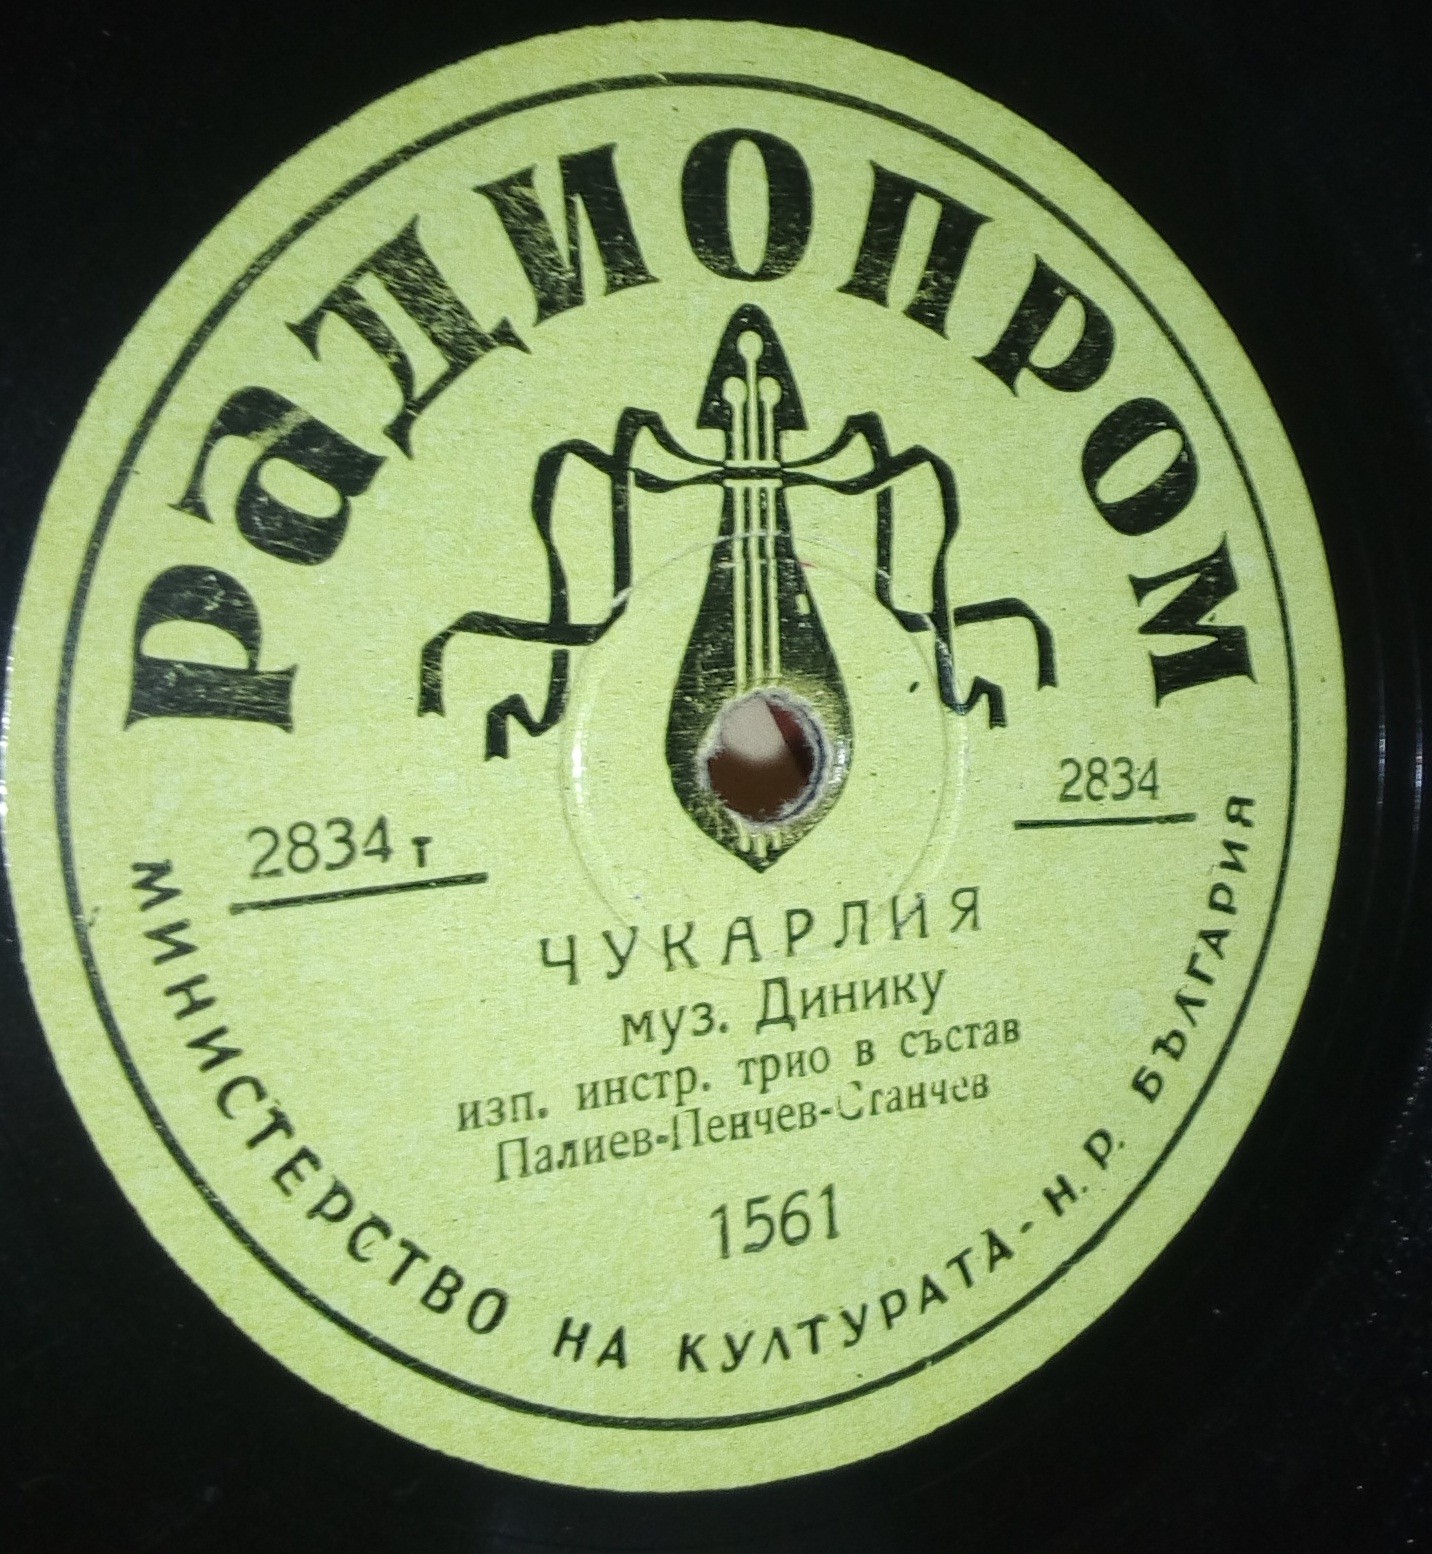 радиопром
2834 т
2834
ЧУКАРЛИЯ
муз. Динику
изп. инстр. трио в състав
Палиев-Пенчев-Станчев
1561
МИНИСТЕРСТВО НА КУЛТУРАТА - Н. Р. БЪЛГАРИЯ